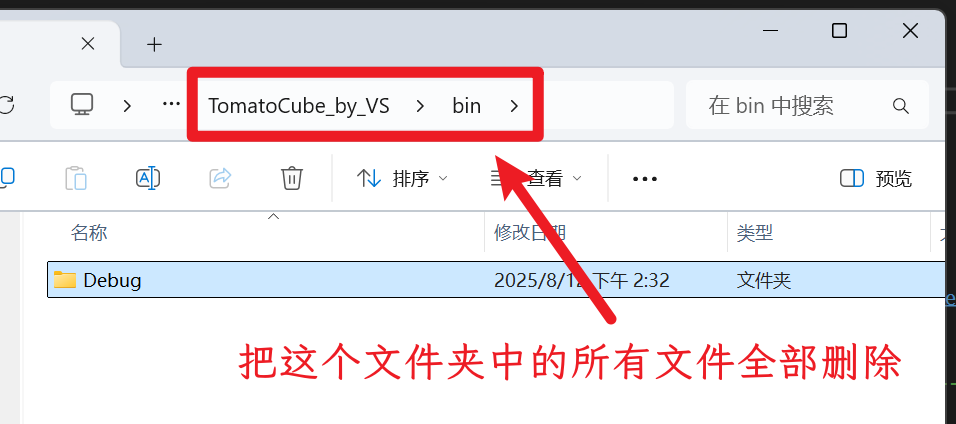 TomatoCube_by_VS bin
在 bin 中搜索
排序 查看 预览
名称 修改日期 类型
Debug 2025/8/12 下午 2:32 文件夹
把这个文件夹中的所有文件全部删除